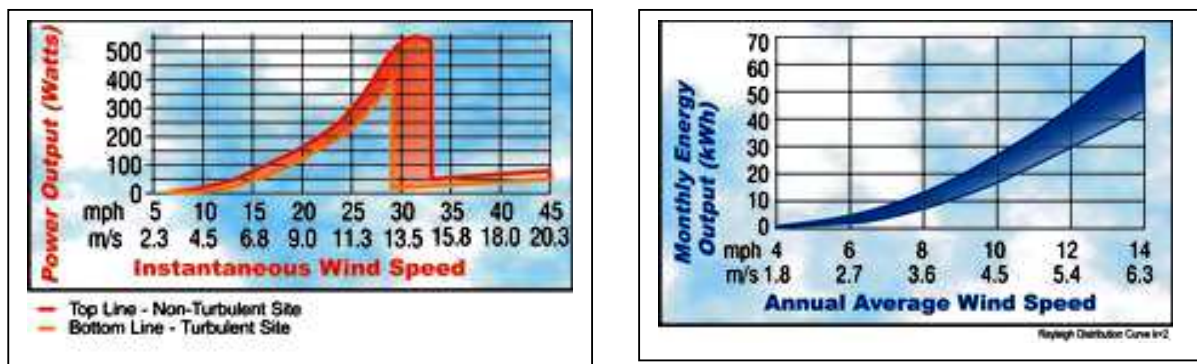 Power Output (Watts)
500
400
300
200
100
0
mph 5 10 15 20 25 30 35 40 45
m/s 2.3 4.5 6.8 9.0 11.3 13.5 15.8 18.0 20.3
Instantaneous Wind Speed
Top Line - Non-Turbulent Site
Bottom Line - Turbulent Site
Monthly Energy
Output (kWh)
70
60
50
40
30
20
10
0
mph 4 6 8 10 12 14
m/s 1.8 2.7 3.6 4.5 5.4 6.3
Annual Average Wind Speed
Rayleigh Distribution Curve k=2